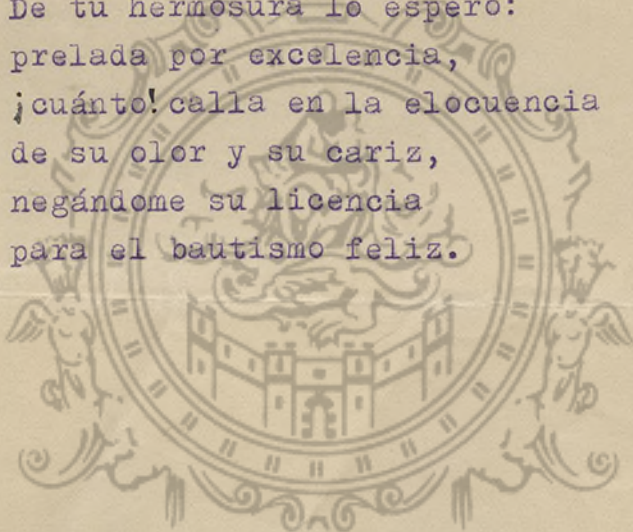 De tu hermosura lo espero:
prelada por excelencia,
¡cuánto! calla en la elocuencia
de su olor y su cariz,
negándome su licencia
para el bautismo feliz.